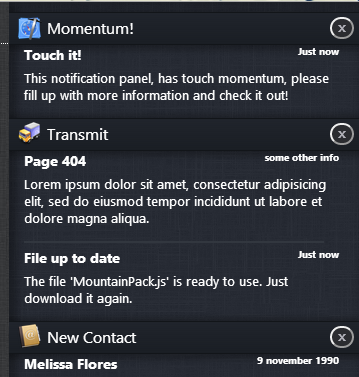 Momentum!
Touch it!
Just now
This notification panel, has touch momentum, please
fill up with more information and check it out!
Transmit
Page 404
some other info
Lorem ipsum dolor sit amet, consectetur adipisicing
elit, sed do eiusmod tempor incididunt ut labore et
dolore magna aliqua.
File up to date
Just now
The file 'MountainPack.js' is ready to use. Just
download it again.
New Contact
Melissa Flores
9 november 1990